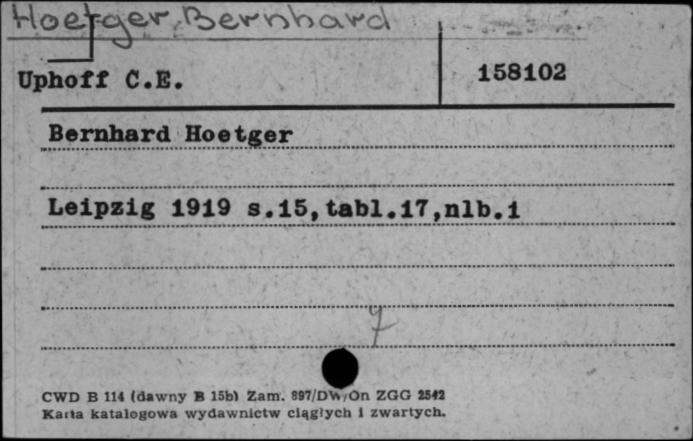 Hoetger, Bernhard
Uphoff C.E.
158102
Bernhard Hoetger
Leipzig 1919 s.15, tabl.17,nlb.1
7
CWD B 114 (dawny B 15b) Zam. 897/DW/On ZGG 2542
Karta katalogowa wydawnictw ciągłych i zwartych.